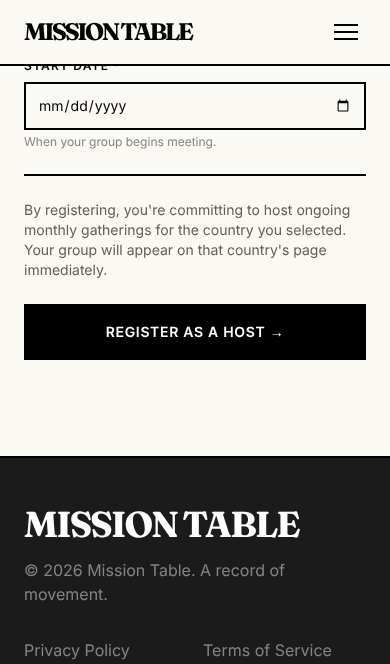 MISSION TABLE
START DATE
mm/dd/yyyy
When your group begins meeting.
By registering, you're committing to host ongoing
monthly gatherings for the country you selected.
Your group will appear on that country's page
immediately.
REGISTER AS A HOST →
MISSION TABLE
© 2026 Mission Table. A record of
movement.
Privacy Policy
Terms of Service